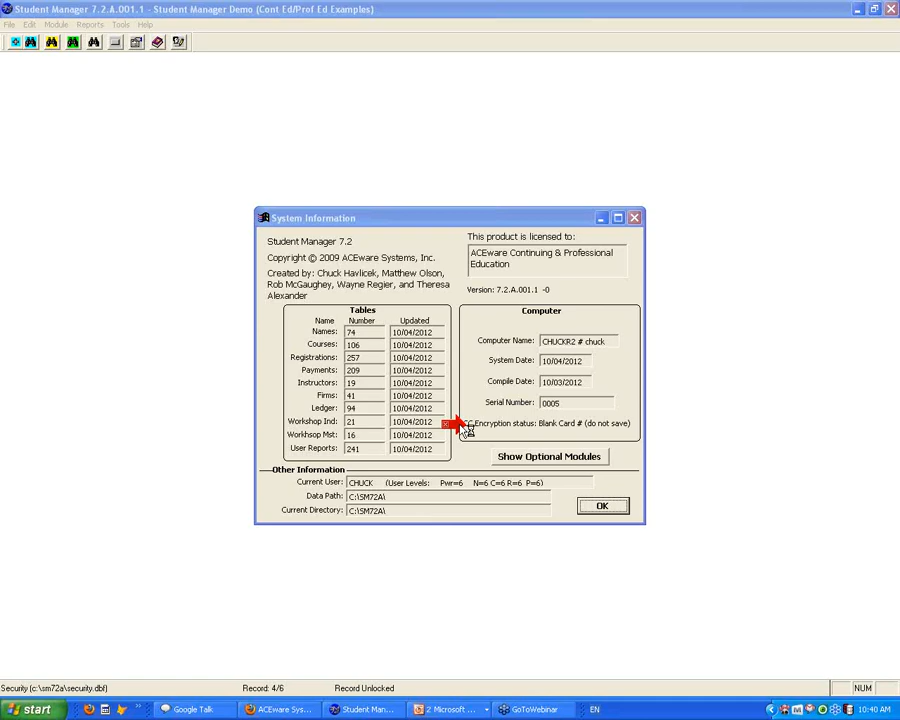 Student Manager 7.2.A.001.1 - Student Manager Demo (Cont Ed/Prof Ed Examples)
File Edit Module Reports Tools Help
System Information
Student Manager 7.2
Copyright © 2009 ACEware Systems, Inc.
Created by: Chuck Havlicek, Matthew Olson,
Rob McGaughey, Wayne Regier, and Theresa
Alexander
This product is licensed to:
ACEware Continuing & Professional
Education
Version: 7.2.A.001.1 -0
Tables
Name Number Updated
Names: 74 10/04/2012
Courses: 106 10/04/2012
Registrations: 257 10/04/2012
Payments: 209 10/04/2012
Instructors: 19 10/04/2012
Firms: 41 10/04/2012
Ledger: 94 10/04/2012
Workshop Ind: 21 10/04/2012
Workhsop Mst: 16 10/04/2012
User Reports: 241 10/04/2012
Computer
Computer Name: CHUCKR2 # chuck
System Date: 10/04/2012
Compile Date: 10/03/2012
Serial Number: 0005
Encryption status: Blank Card # (do not save)
Show Optional Modules
Other Information
Current User: CHUCK (User Levels: Pwr=6 N=6 C=6 R=6 P=6)
Data Path: C:\SM72A\
Current Directory: C:\SM72A\
OK
Security (c:\sm72a\security.dbf) Record: 4/6 Record Unlocked NUM
start Google Talk ACEware Sys... Student Man... 2 Microsoft ... GoToWebinar EN 10:40 AM